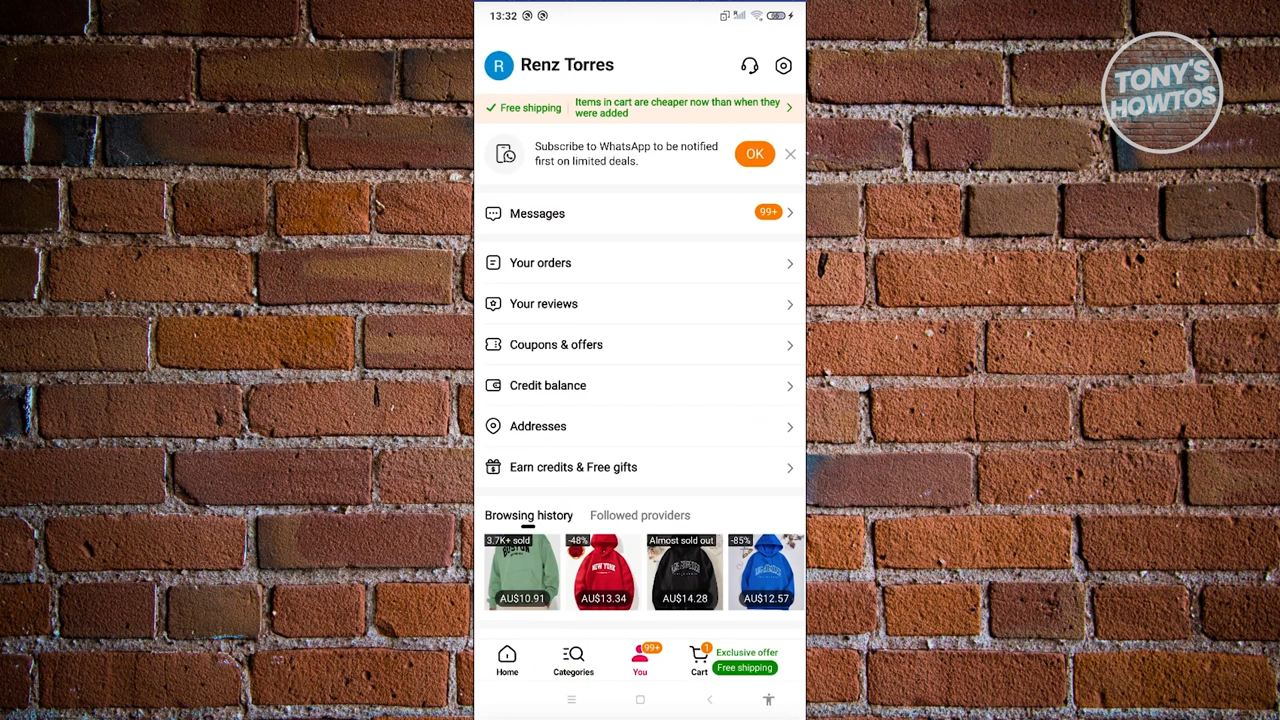 13:32
Renz Torres
Free shipping
Items in cart are cheaper now than when they
were added
Subscribe to WhatsApp to be notified
first on limited deals.
OK
Messages
99+
Your orders
Your reviews
Coupons & offers
Credit balance
Addresses
Earn credits & Free gifts
Browsing history
Followed providers
3.7K+ sold
-48%
Almost sold out
-85%
BOSTON
NEW YORK
AU$10.91
AU$13.34
AU$14.28
AU$12.57
99+
1
Exclusive offer
Free shipping
Home
Categories
You
Cart
TONY'S
HOWTOS
R